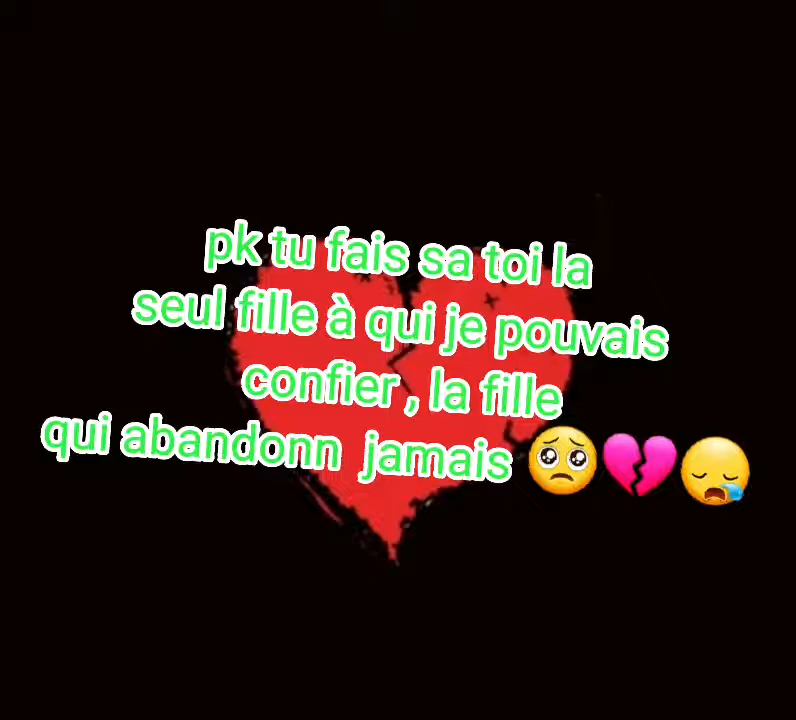 pk tu fais sa toi la
seul fille à qui je pouvais
confier , la fille
qui abandonn jamais 🥺💔😪